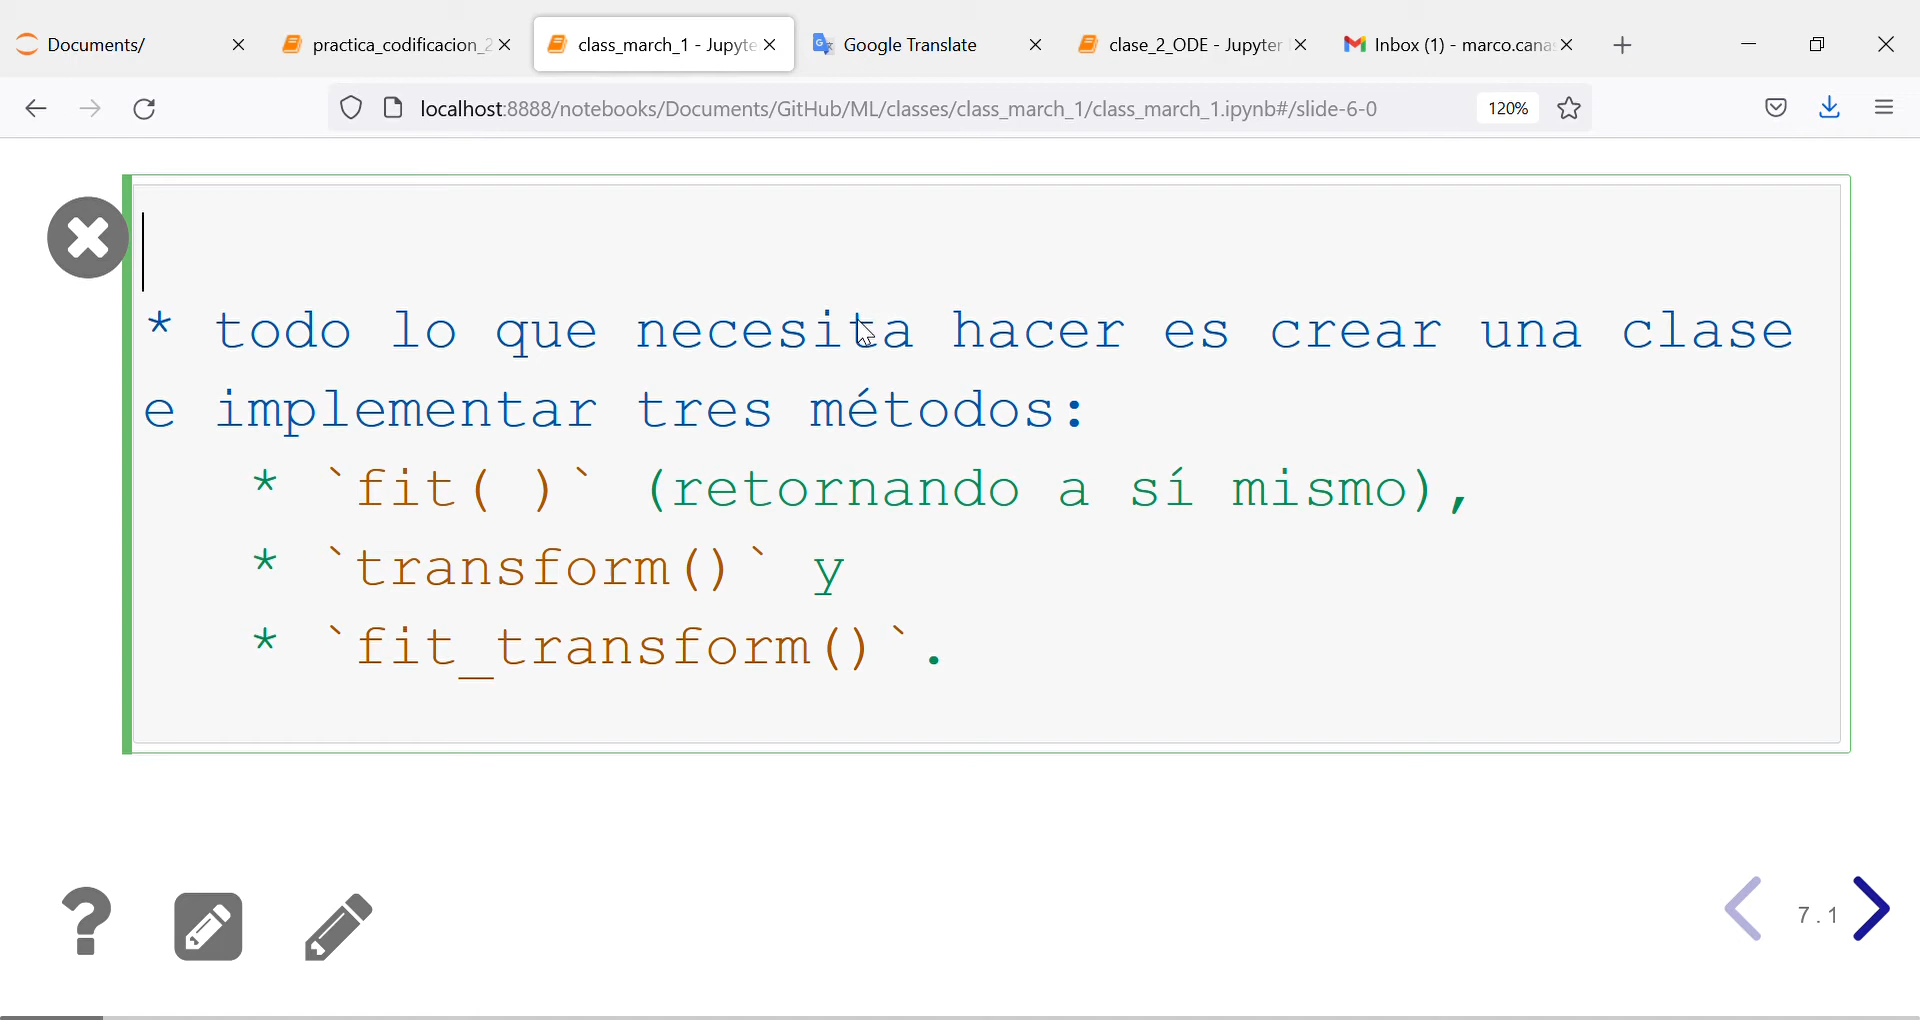 Documents/
practica_codificacion_2
class_march_1 - Jupyte
Google Translate
clase_2_ODE - Jupyter
Inbox (1) - marco.cana
localhost:8888/notebooks/Documents/GitHub/ML/classes/class_march_1/class_march_1.ipynb#/slide-6-0
120%
* todo lo que necesita hacer es crear una clase
e implementar tres métodos:
* `fit( )` (retornando a sí mismo),
* `transform()` y
* `fit_transform()`.
7.1